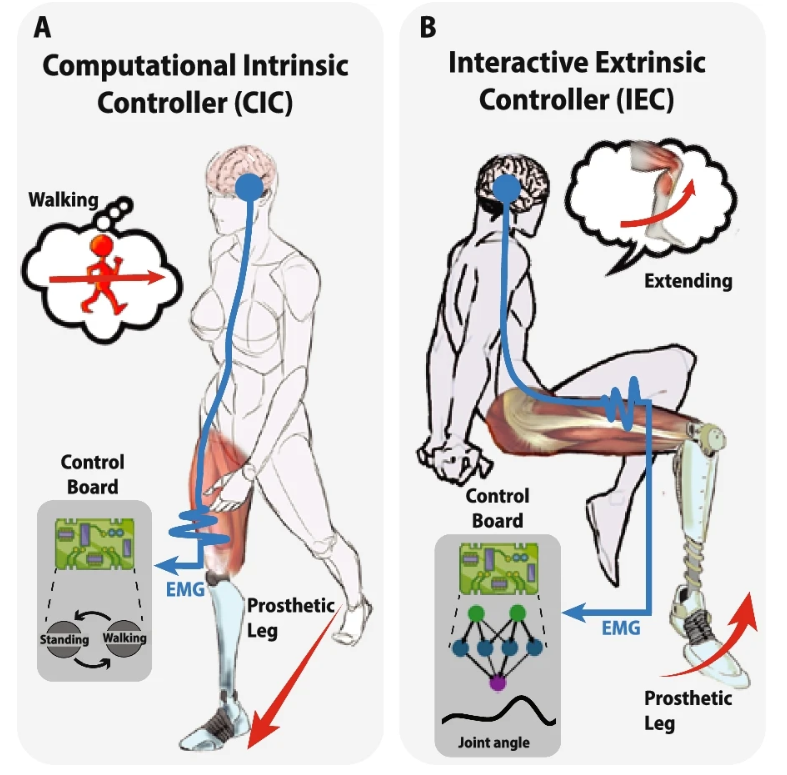 A
Computational Intrinsic
Controller (CIC)
Walking
Control
Board
EMG
Standing
Walking
Prosthetic
Leg
B
Interactive Extrinsic
Controller (IEC)
Extending
Control
Board
EMG
Joint angle
Prosthetic
Leg